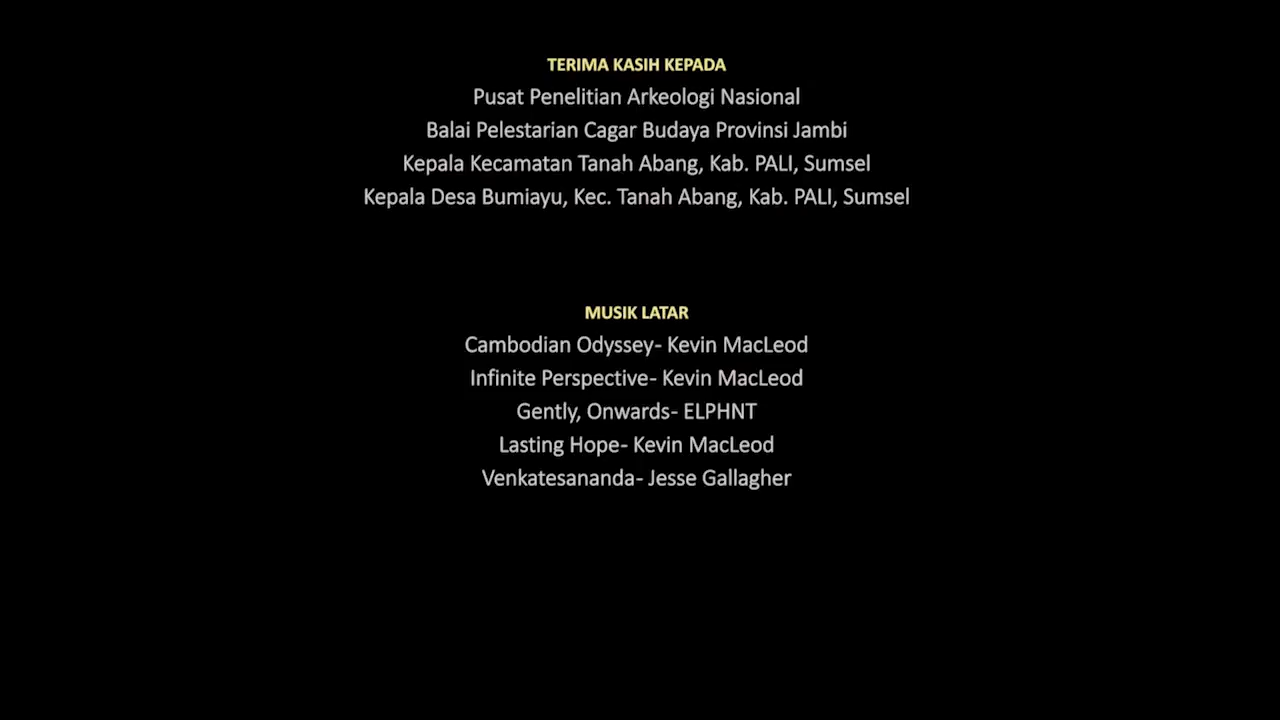 TERIMA KASIH KEPADA
Pusat Penelitian Arkeologi Nasional
Balai Pelestarian Cagar Budaya Provinsi Jambi
Kepala Kecamatan Tanah Abang, Kab. PALI, Sumsel
Kepala Desa Bumiayu, Kec. Tanah Abang, Kab. PALI, Sumsel
MUSIK LATAR
Cambodian Odyssey- Kevin MacLeod
Infinite Perspective- Kevin MacLeod
Gently, Onwards- ELPHNT
Lasting Hope- Kevin MacLeod
Venkatesananda- Jesse Gallagher